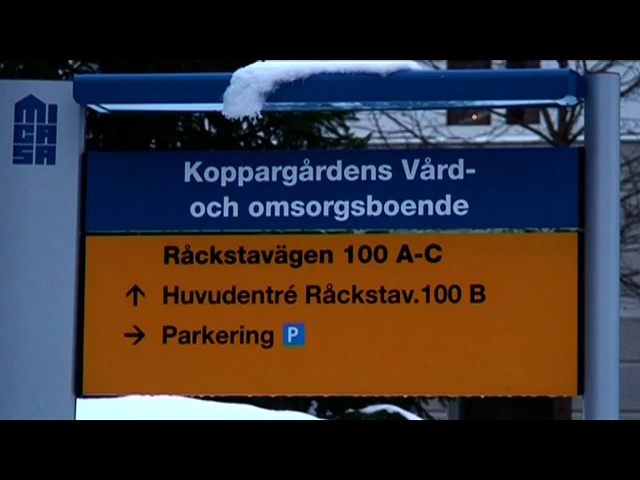 MICASA
Koppargårdens Vård-
och omsorgsboende
Råckstavägen 100 A-C
↑ Huvudentré Råckstav.100 B
→ Parkering P